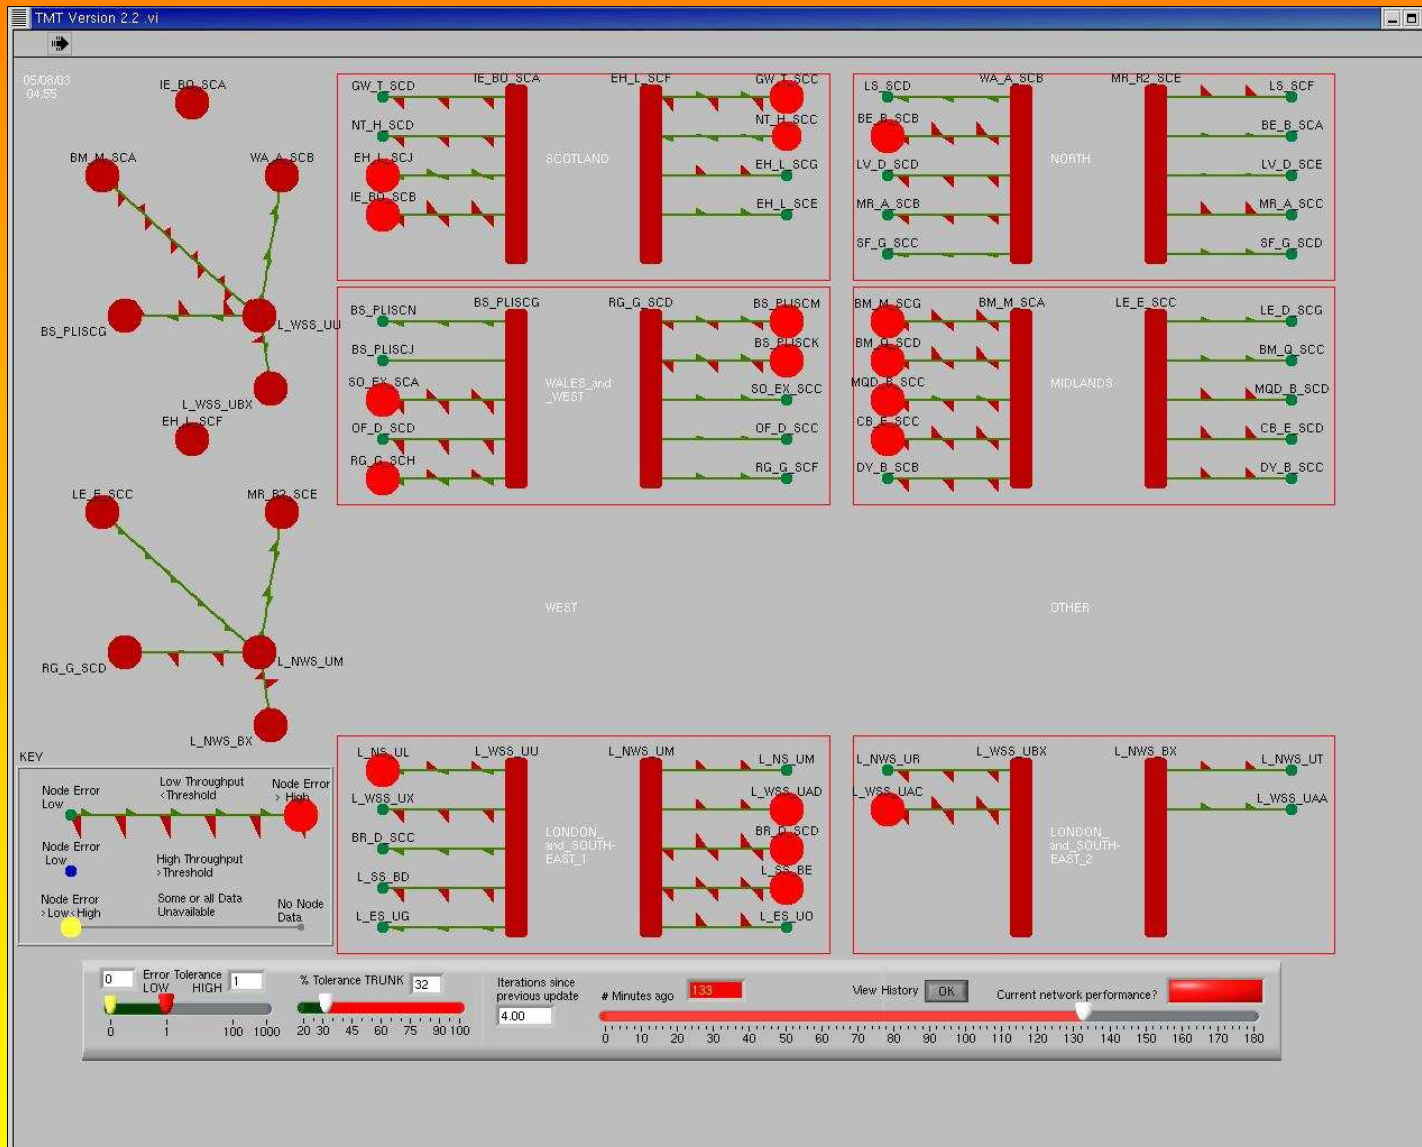 TMT Version 2.2 .vi
05/08/03
04.55
IE_BO_SCA
BM_M_SCA
WA_A_SCB
BS_PLISCG
L_WSS_UU
L_WSS_UBX
EH_L_SCF
LE_E_SCC
MR_R2_SCE
RG_G_SCD
L_NWS_UM
L_NWS_BX
GW_T_SCD
IE_BO_SCA
EH_L_SCF
GW_T_SCC
NT_H_SCD
NT_H_SCC
EH_L_SCJ
SCOTLAND
EH_L_SCG
IE_BO_SCB
EH_L_SCE
LS_SCD
WA_A_SCB
MR_R2_SCE
LS_SCF
BE_B_SCB
BE_B_SCA
LV_D_SCD
NORTH
LV_D_SCE
MR_A_SCB
MR_A_SCC
SF_G_SCC
SF_G_SCD
BS_PLISCN
BS_PLISCG
RG_G_SCD
BS_PLISCM
BS_PLISCJ
BS_PLISCK
SO_EX_SCA
WALES_and
_WEST
SO_EX_SCC
OF_D_SCD
OF_D_SCC
RG_G_SCH
RG_G_SCF
BM_M_SCG
BM_M_SCA
LE_E_SCC
LE_D_SCG
BM_Q_SCD
BM_Q_SCC
MQD_B_SCC
MIDLANDS
MQD_B_SCD
CB_E_SCC
CB_E_SCD
DY_B_SCB
DY_B_SCC
WEST
OTHER
L_NS_UL
L_WSS_UU
L_NWS_UM
L_NS_UM
L_WSS_UX
L_WSS_UAD
BR_D_SCC
LONDON_
and_SOUTH-
EAST_1
BR_D_SCD
L_SS_BD
L_SS_BE
L_ES_UG
L_ES_UO
L_NWS_UR
L_WSS_UBX
L_NWS_BX
L_NWS_UT
L_WSS_UAC
L_WSS_UAA
LONDON_
and_SOUTH-
EAST_2
KEY
Node Error
Low
Low Throughput
<Threshold
Node Error
> High
Node Error
Low
High Throughput
>Threshold
Node Error
>Low<High
Some or all Data
Unavailable
No Node
Data
0
Error Tolerance
LOW HIGH
1
0 1 100 1000
% Tolerance TRUNK
32
20 30 45 60 75 90 100
Iterations since
previous update
4.00
# Minutes ago
133
View History
OK
Current network performance?
0 10 20 30 40 50 60 70 80 90 100 110 120 130 140 150 160 170 180